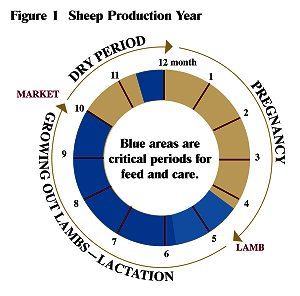 Figure 1 Sheep Production Year
DRY PERIOD
12 month
1
2
3
4
5
6
7
8
9
10
11
PREGNANCY
LAMB
GROWING OUT LAMBS—LACTATION
MARKET
Blue areas are
critical periods for
feed and care.